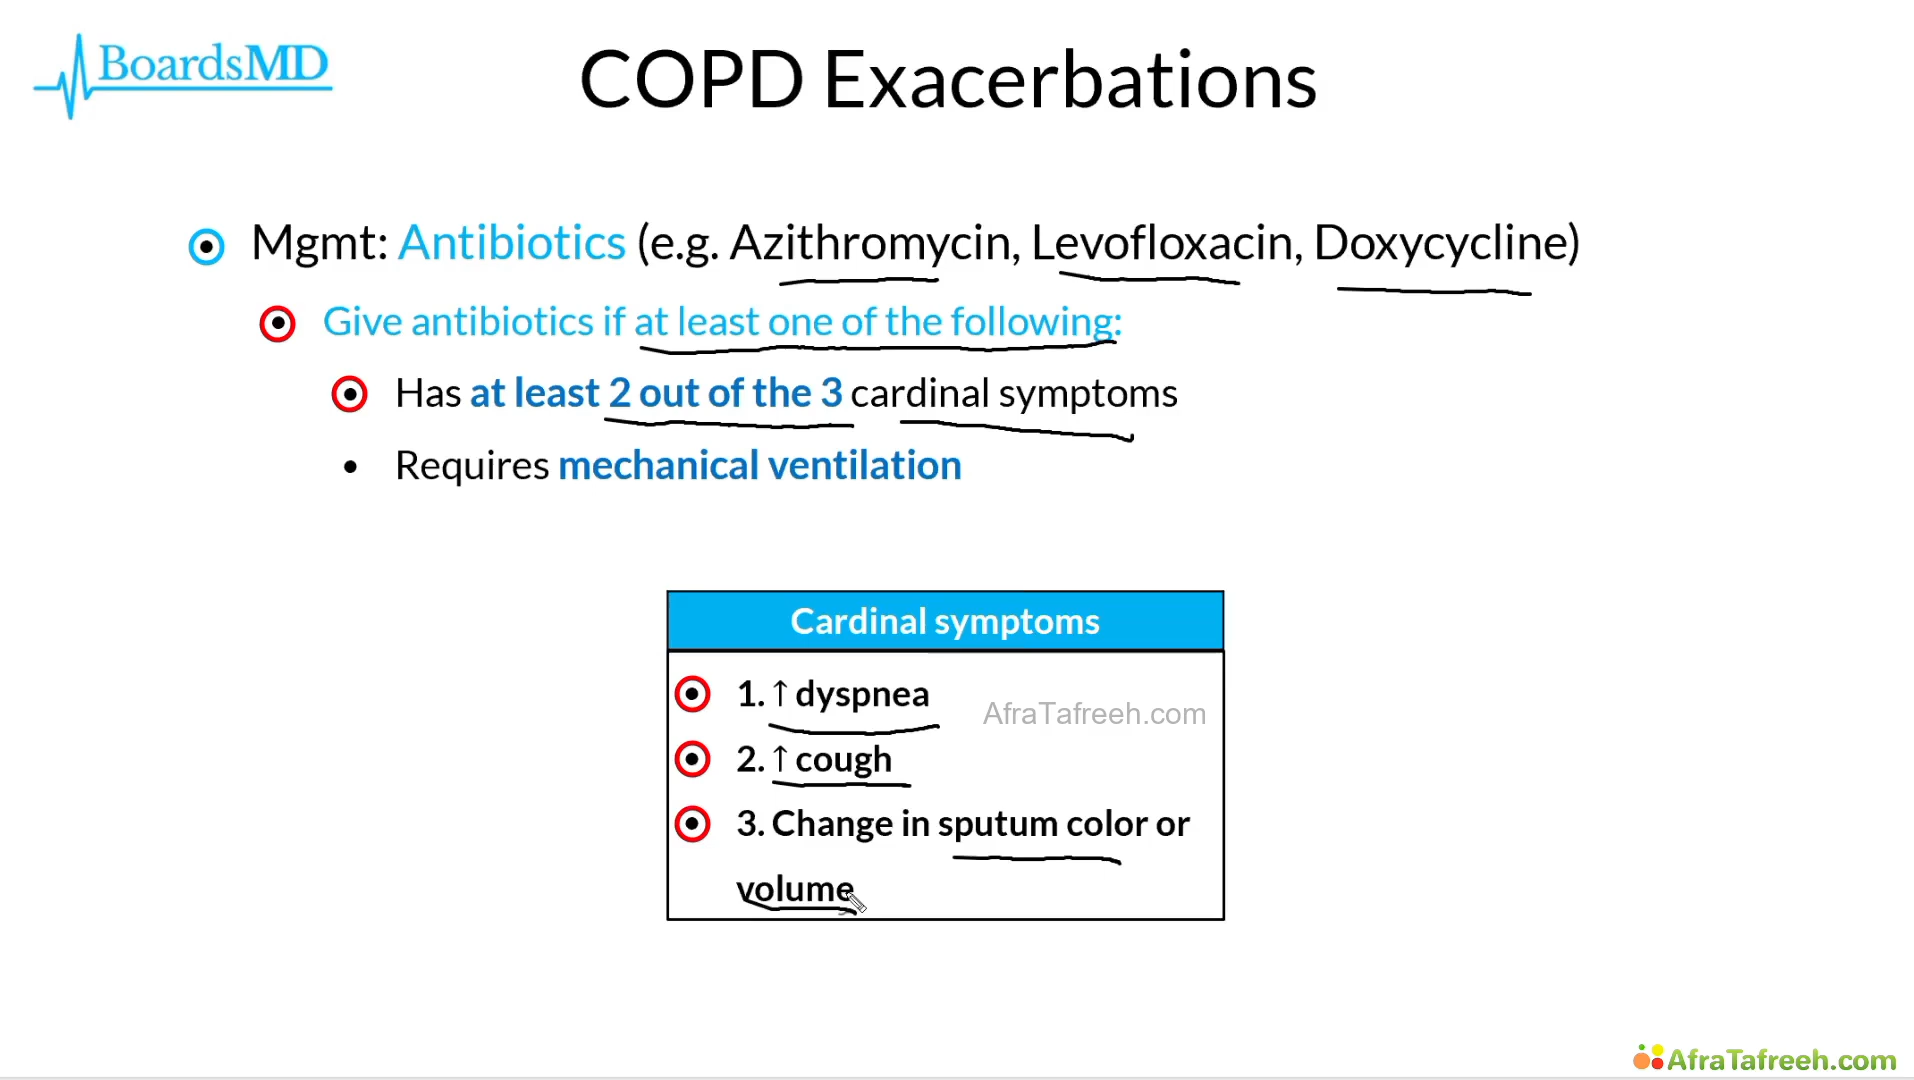 BoardsMD
COPD Exacerbations
Mgmt: Antibiotics (e.g. Azithromycin, Levofloxacin, Doxycycline)
Give antibiotics if at least one of the following:
Has at least 2 out of the 3 cardinal symptoms
• Requires mechanical ventilation
Cardinal symptoms
1. ↑ dyspnea
AfraTafreeh.com
2. ↑ cough
3. Change in sputum color or
volume
AfraTafreeh.com